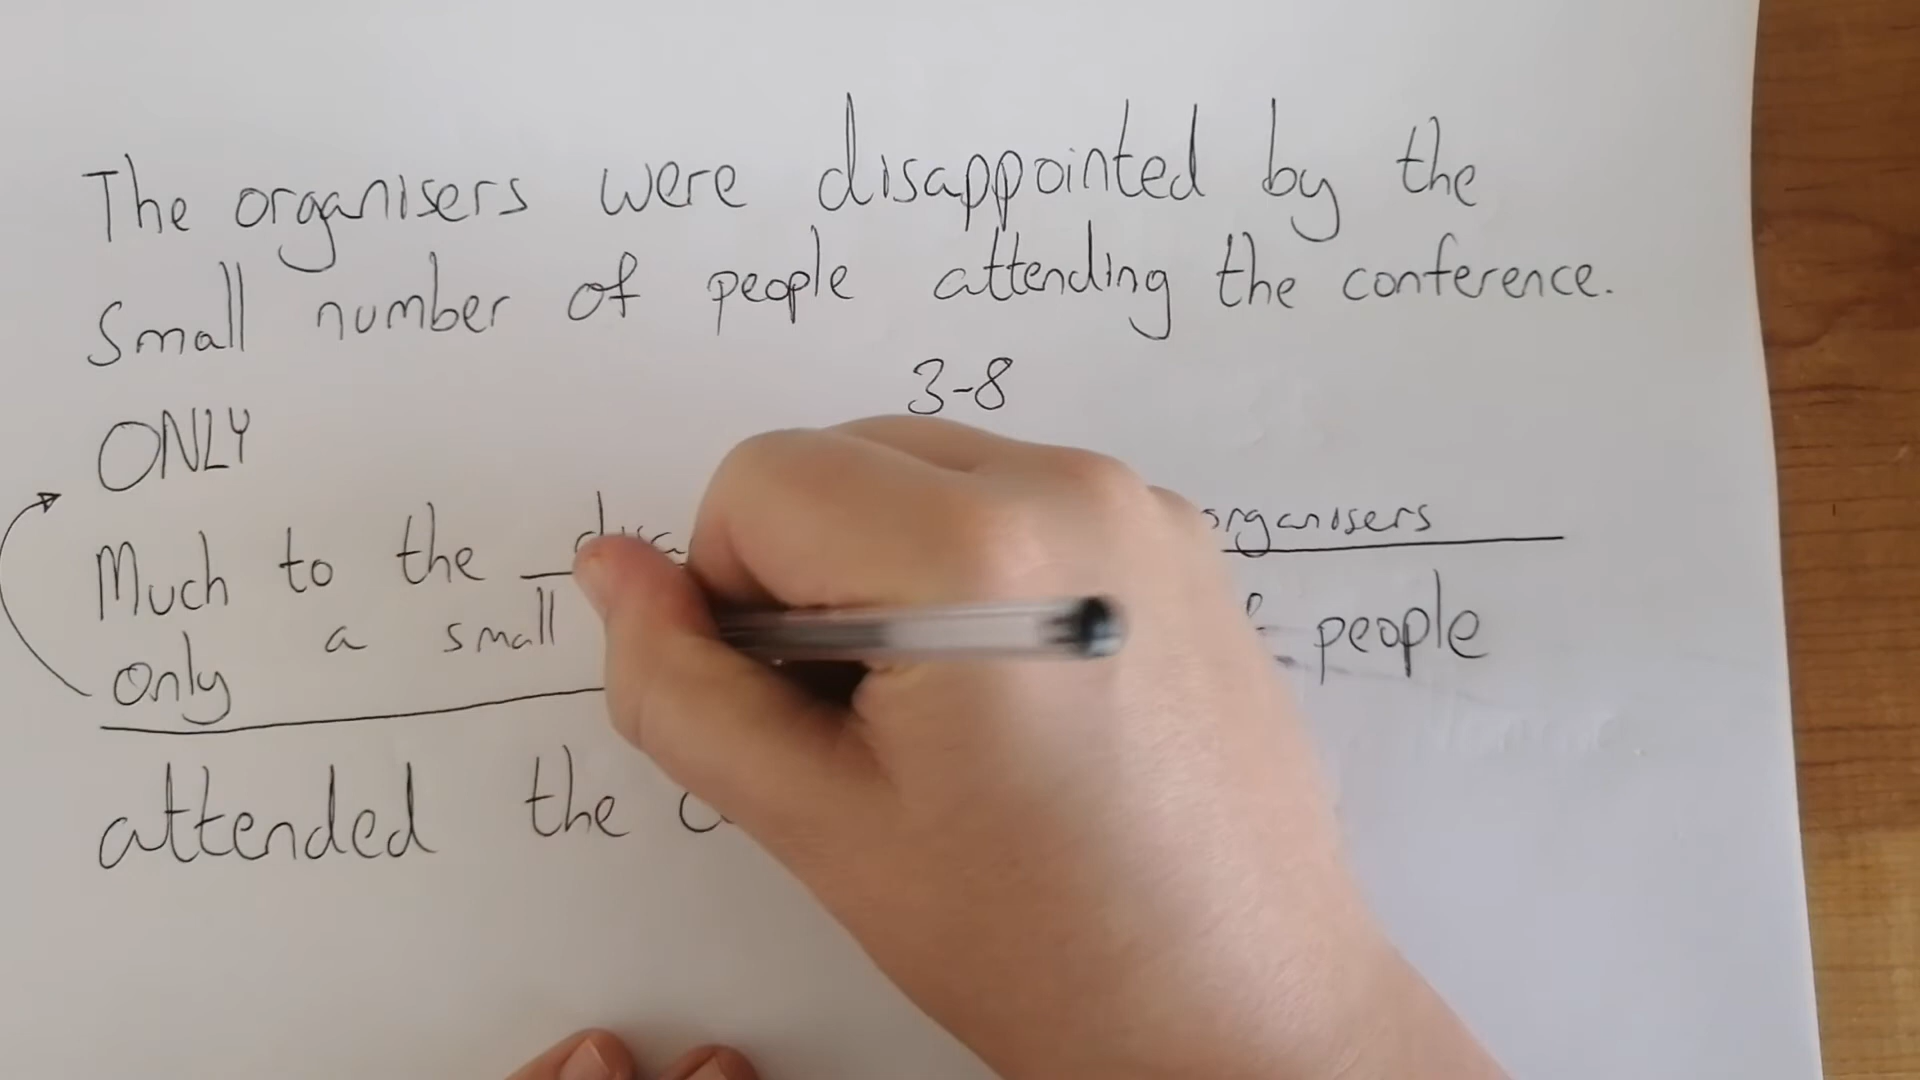 The organisers were disappointed by the
small number of people attending the conference.
3-8
ONLY
Much to the organisers
only a small people
attended the